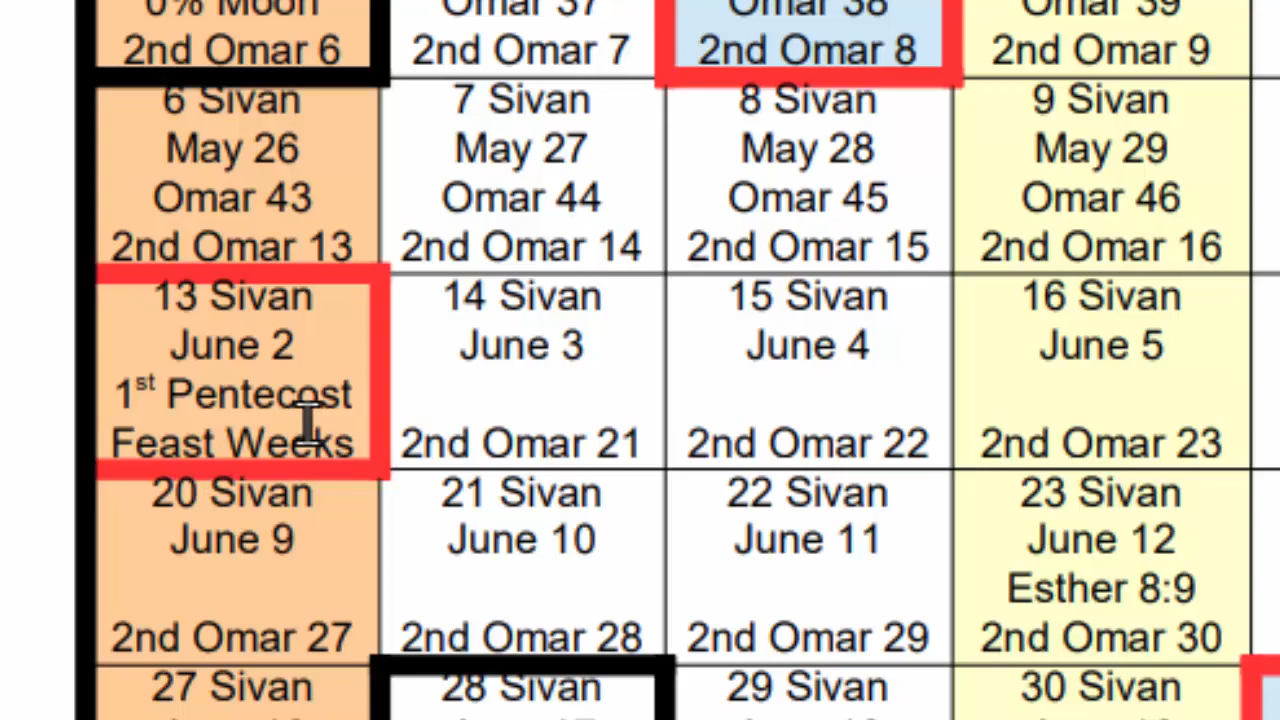 0% Moon
2nd Omar 6
Omar 37
2nd Omar 7
Omar 38
2nd Omar 8
Omar 39
2nd Omar 9
6 Sivan
May 26
Omar 43
2nd Omar 13
7 Sivan
May 27
Omar 44
2nd Omar 14
8 Sivan
May 28
Omar 45
2nd Omar 15
9 Sivan
May 29
Omar 46
2nd Omar 16
13 Sivan
June 2
1st Pentecost
Feast Weeks
14 Sivan
June 3
2nd Omar 21
15 Sivan
June 4
2nd Omar 22
16 Sivan
June 5
2nd Omar 23
20 Sivan
June 9
2nd Omar 27
21 Sivan
June 10
2nd Omar 28
22 Sivan
June 11
2nd Omar 29
23 Sivan
June 12
Esther 8:9
2nd Omar 30
27 Sivan
28 Sivan
29 Sivan
30 Sivan